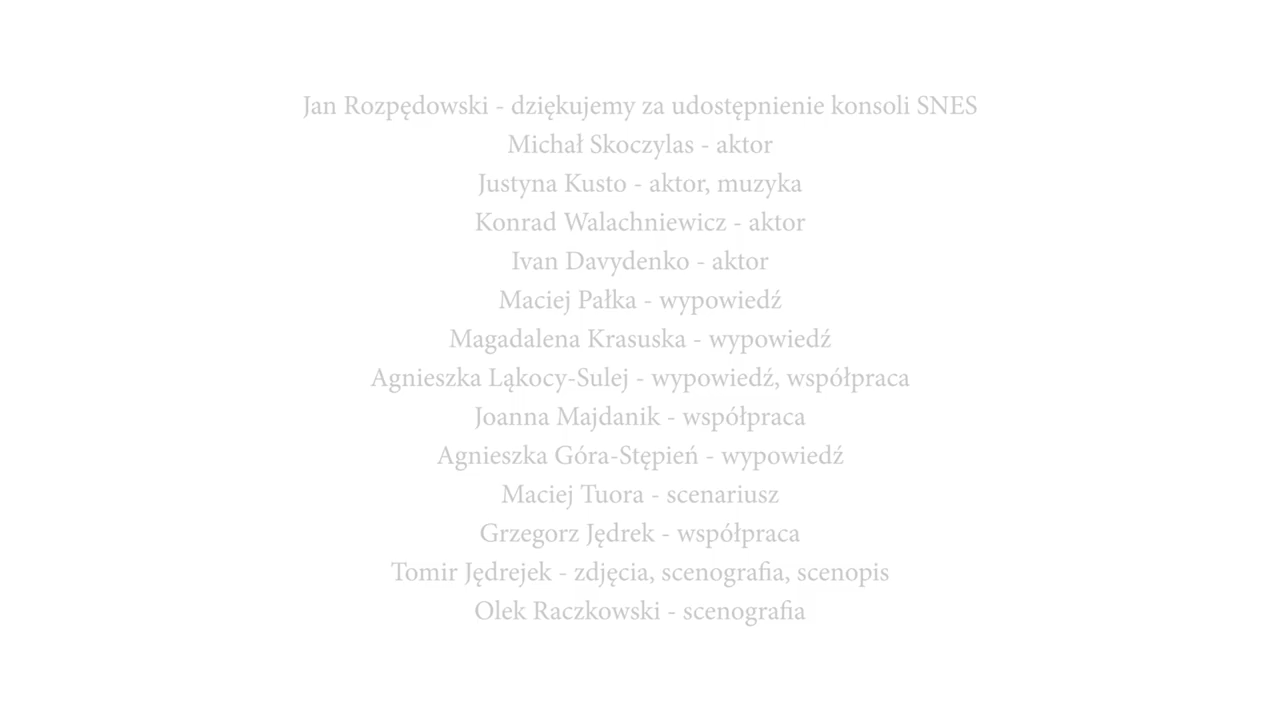 Jan Rozpędowski - dziękujemy za udostępnienie konsoli SNES
Michał Skoczylas - aktor
Justyna Kusto - aktor, muzyka
Konrad Walachniewicz - aktor
Ivan Davydenko - aktor
Maciej Pałka - wypowiedź
Magadalena Krasuska - wypowiedź
Agnieszka Ląkocy-Sulej - wypowiedź, współpraca
Joanna Majdanik - współpraca
Agnieszka Góra-Stępień - wypowiedź
Maciej Tuora - scenariusz
Grzegorz Jędrek - współpraca
Tomir Jędrejek - zdjęcia, scenografia, scenopis
Olek Raczkowski - scenografia